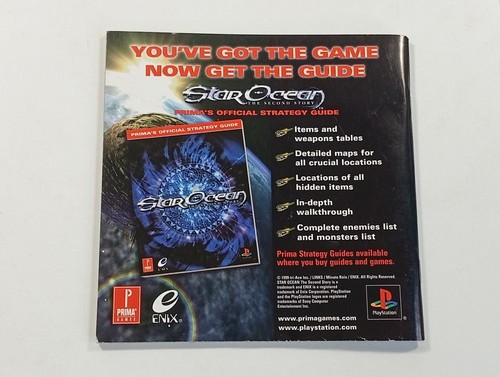 YOU'VE GOT THE GAME
NOW GET THE GUIDE
STAR OCEAN
THE SECOND STORY
PRIMA'S OFFICIAL STRATEGY GUIDE
PRIMA'S OFFICIAL STRATEGY GUIDE
STAR OCEAN
Items and
weapons tables
Detailed maps for
all crucial locations
Locations of all
hidden items
In-depth
walkthrough
Complete enemies list
and monsters list
Prima Strategy Guides available
where you buy guides and games.
© 1999 tri-Ace Inc. / LINKS / Minato Koio / ENIX. All Rights Reserved.
STAR OCEAN The Second Story is a
trademark and ENIX is a registered
trademark of Enix Corporation. PlayStation
and the PlayStation logos are registered
trademarks of Sony Computer
Entertainment Inc.
PRIMA
GAMES
ENIX®
PlayStation
www.primagames.com
www.playstation.com